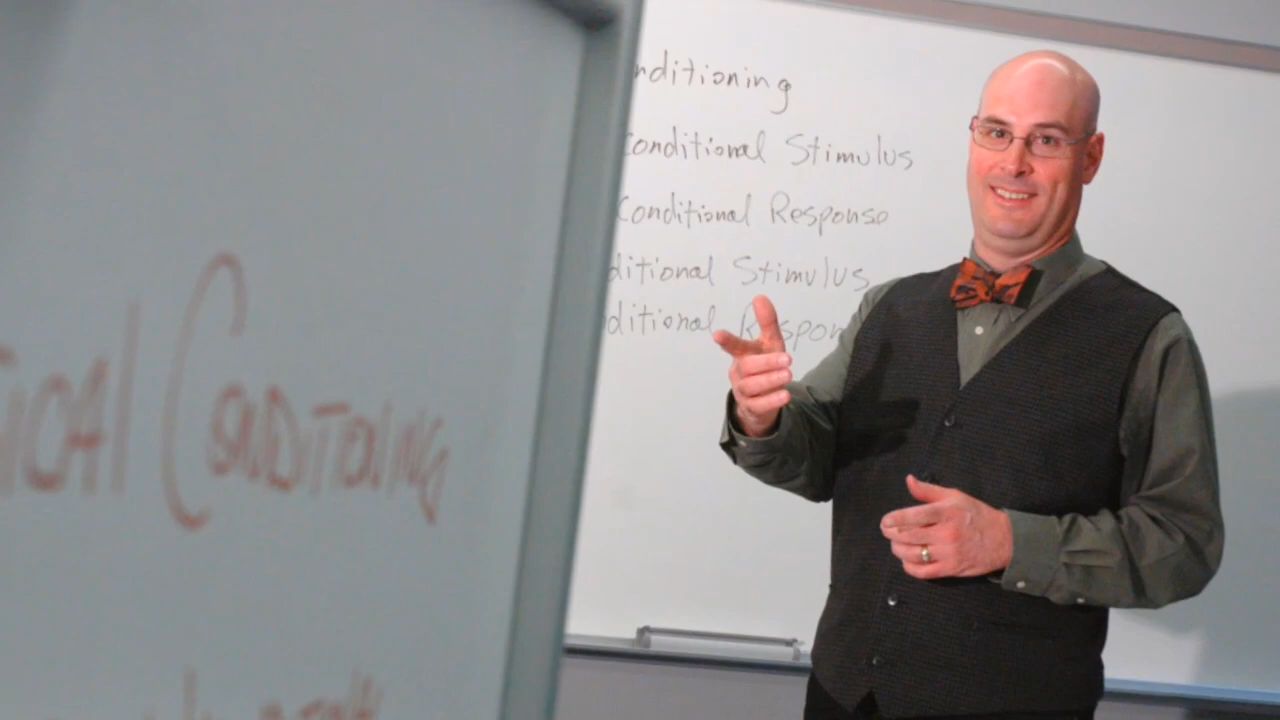 ICAl CONDITIONING
nditioning
conditional Stimulus
Conditional Response
ditional Stimulus
ditional Respon